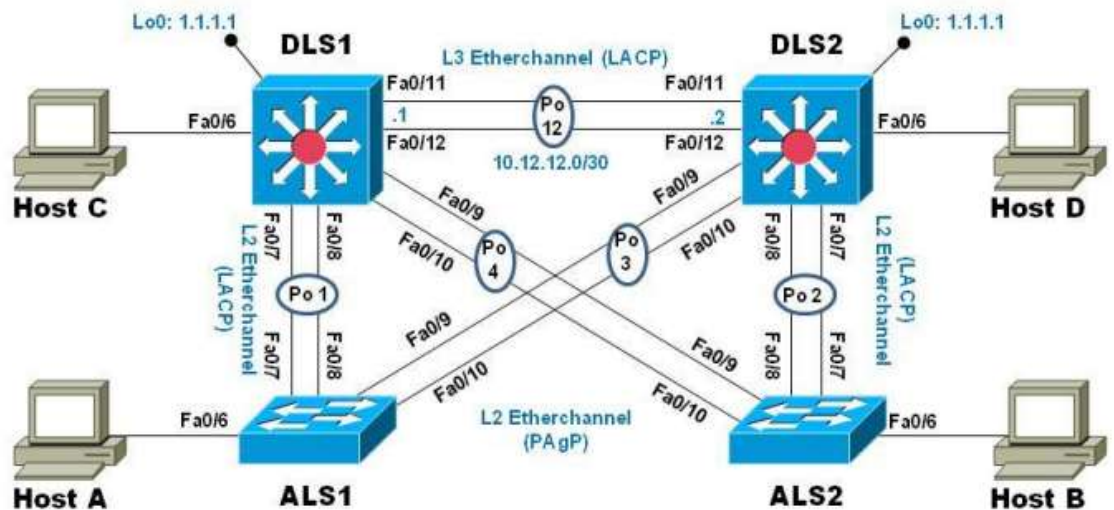 Lo0: 1.1.1.1
Lo0: 1.1.1.1
DLS1
DLS2
L3 Etherchannel (LACP)
Fa0/11
Fa0/11
Po
12
Fa0/6
.1
.2
Fa0/6
Fa0/12
Fa0/12
10.12.12.0/30
Host C
Host D
Fa0/9
Fa0/9
Fa0/7
Fa0/8
Fa0/10
Po
4
Po
3
Fa0/10
Fa0/8
Fa0/7
L2 Etherchannel
(LACP)
Po 1
Po 2
L2 Etherchannel
(LACP)
Fa0/7
Fa0/8
Fa0/9
Fa0/10
Fa0/9
Fa0/10
Fa0/8
Fa0/7
Fa0/6
L2 Etherchannel
(PAgP)
Fa0/6
Host A
ALS1
ALS2
Host B